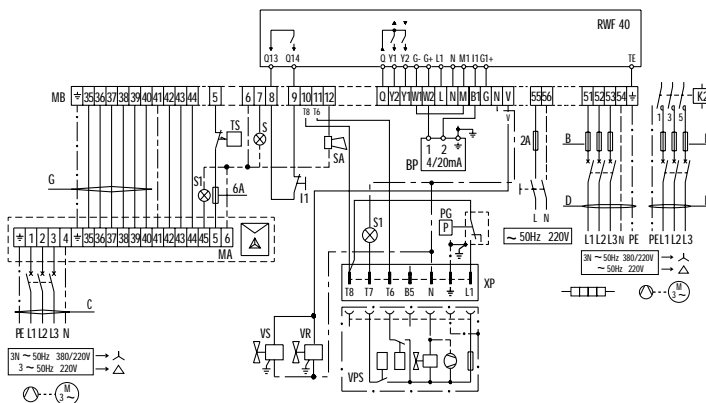 RWF 40
Q13 Q14 Q Y1 Y2 G- G+ L1 N M1 I1 G1+ TE
MB 35 36 37 38 39 40 41 42 43 44 5 6 7 8 9 10 11 12 Q Y2 Y1 W1 W2 L N M B1 G N V 55 56 51 52 53 54 K2
T8 T6 V
1 3 5
TS S SA
1 2
BP 4/20mA
2A
B
G
S1 6A I1
S1
PG P
L N
D
~ 50Hz 220V
L1 L2 L3 N PE PE L1 L2 L3
1 2 3 4 35 36 37 38 39 40 41 42 43 44 45 5 6
MA
3N ~ 50Hz 380/220V
~ 50Hz 220V
XP
T8 T7 T6 B5 N L1
C
M
3 ~
PE L1 L2 L3 N
VS VR
VPS
3N ~ 50Hz 380/220V
3 ~ 50Hz 220V
M
3 ~